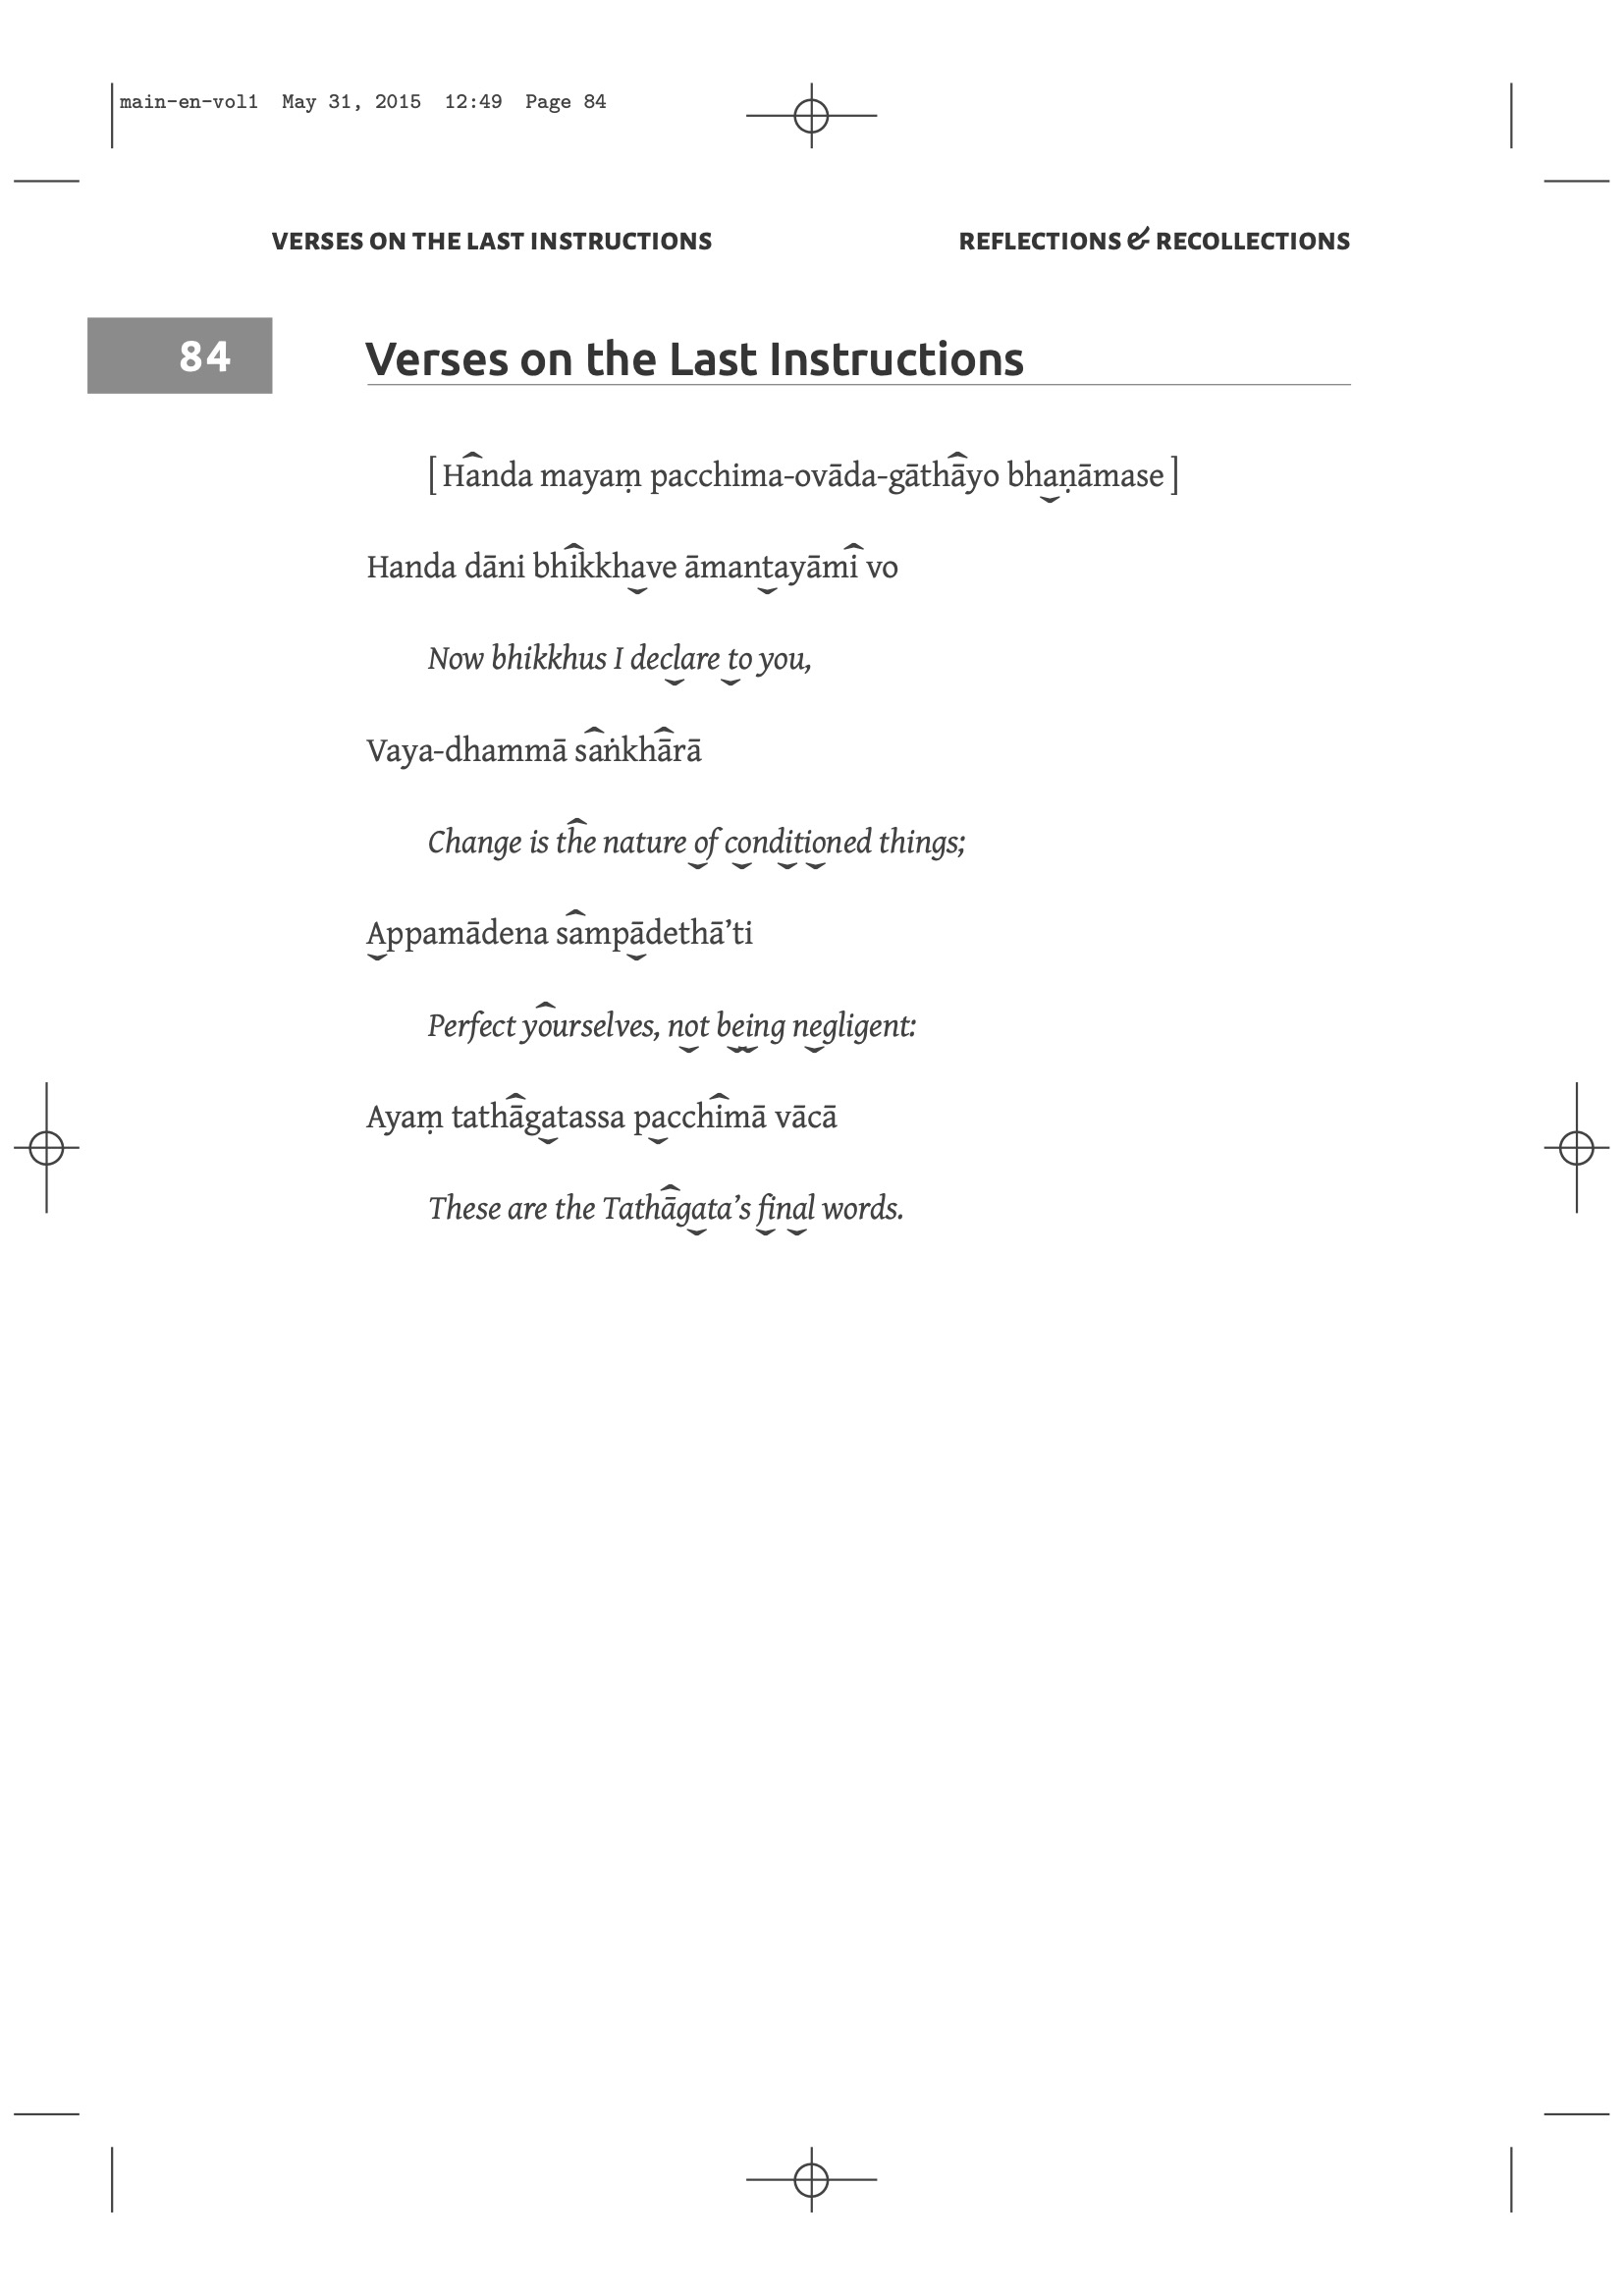 main-en-vol1 May 31, 2015 12:49 Page 84
VERSES ON THE LAST INSTRUCTIONS REFLECTIONS & RECOLLECTIONS
84 Verses on the Last Instructions
[ Handa mayaṃ pacchima-ovāda-gāthāyo bhaṇāmase ]
Handa dāni bhikkhave āmantayāmi vo
Now bhikkhus I declare to you,
Vaya-dhammā saṅkhārā
Change is the nature of conditioned things;
Appamādena sampādethā’ti
Perfect yourselves, not being negligent:
Ayaṃ tathāgatassa pacchimā vācā
These are the Tathāgata’s final words.